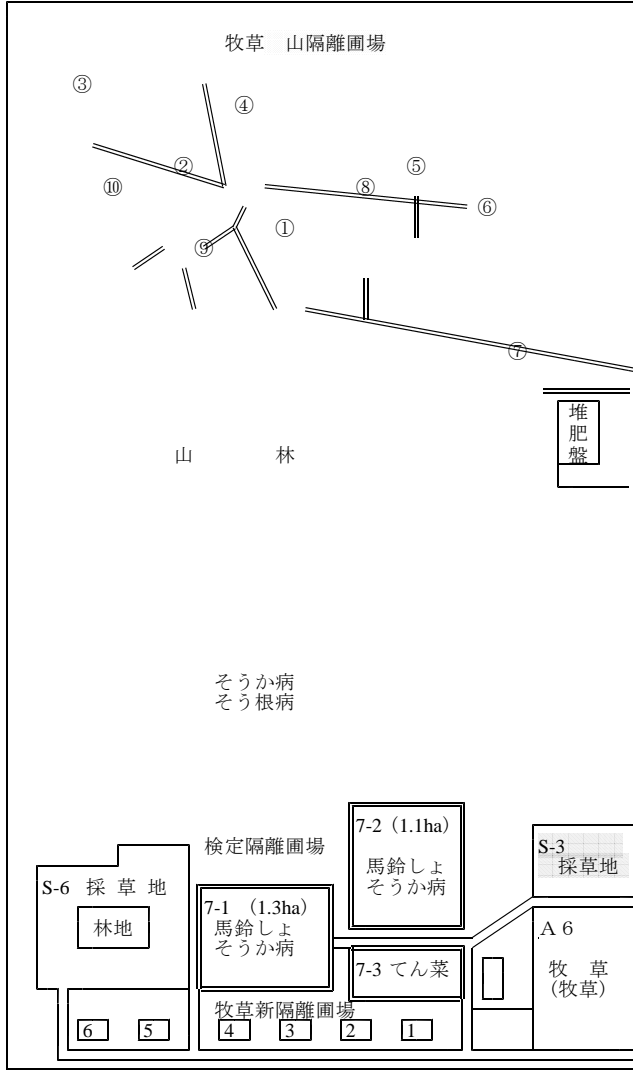 牧草　山隔離圃場
③
④
②
⑤
⑩
⑧
⑥
①
⑨
⑦
堆
肥
盤
山　　林
そうか病
そう根病
7-2（1.1ha）
馬鈴しょ
そうか病
検定隔離圃場
S-3
採草地
S-6 採 草 地
林地
7-1 （1.3ha）
馬鈴しょ
そうか病
Ａ６
牧　草
(牧草)
7-3 てん菜
牧草新隔離圃場
6 5 4 3 2 1